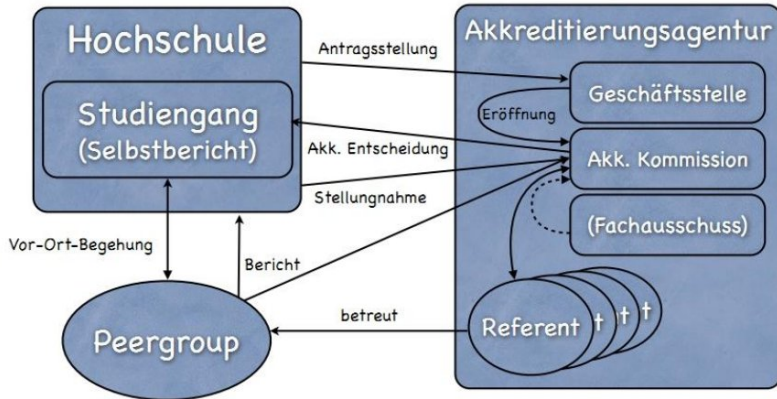 Hochschule
Akkreditierungsagentur
Antragsstellung
Studiengang
(Selbstbericht)
Geschäftsstelle
Eröffnung
Akk. Entscheidung
Akk. Kommission
Stellungnahme
(Fachausschuss)
Vor-Ort-Begehung
Bericht
Peergroup
betreut
Referent
t
t
t